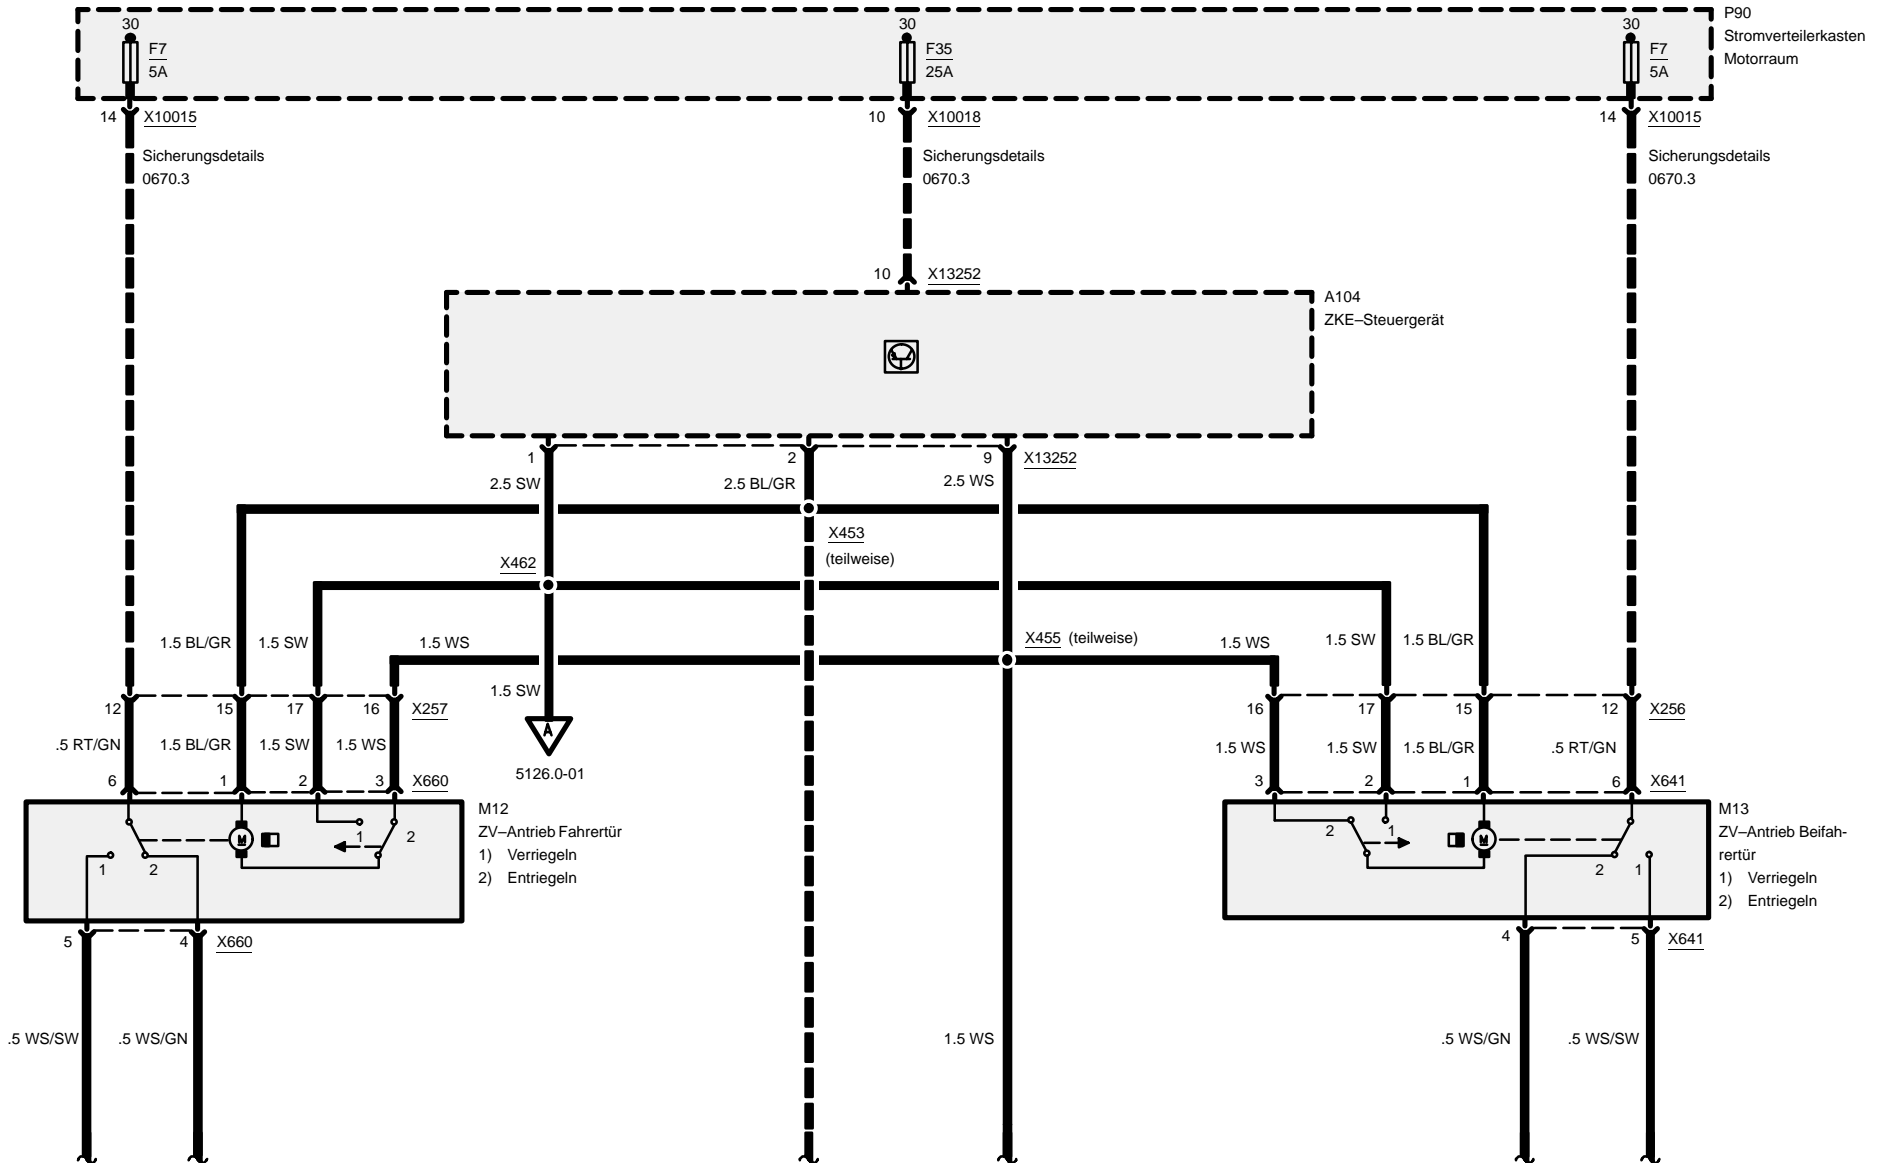 P90
Stromverteilerkasten
Motorraum
30
F7
5A
30
F35
25A
30
F7
5A
14 X10015
10 X10018
14 X10015
Sicherungsdetails
0670.3
Sicherungsdetails
0670.3
Sicherungsdetails
0670.3
10 X13252
A104
ZKE–Steuergerät
1 2 9 X13252
2.5 SW 2.5 BL/GR 2.5 WS
X453
(teilweise)
X462
X455 (teilweise)
1.5 BL/GR 1.5 SW 1.5 WS
1.5 WS 1.5 SW 1.5 BL/GR
1.5 SW
12 15 17 16 X257
16 17 15 12 X256
A
5126.0-01
.5 RT/GN 1.5 BL/GR 1.5 SW 1.5 WS
1.5 WS 1.5 SW 1.5 BL/GR .5 RT/GN
6 1 2 3 X660
3 2 1 6 X641
M12
ZV–Antrieb Fahrertür
1) Verriegeln
2) Entriegeln
M
1 2
1 2
M13
ZV–Antrieb Beifah-
rertür
1) Verriegeln
2) Entriegeln
2 1
M
2 1
5 4 X660
4 5 X641
.5 WS/SW .5 WS/GN 1.5 WS .5 WS/GN .5 WS/SW